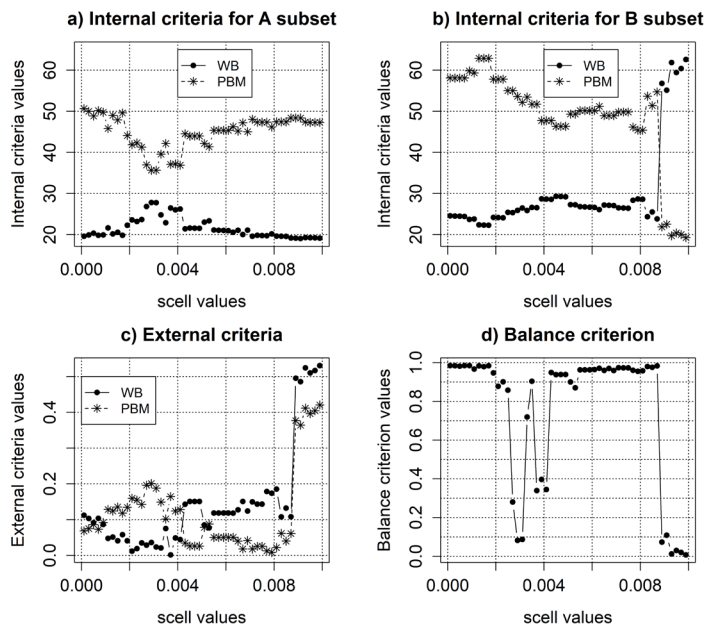 a) Internal criteria for A subset
Internal criteria values
60
50
40
30
20
WB
PBM
0.000
0.004
0.008
scell values
b) Internal criteria for B subset
Internal criteria values
60
50
40
30
20
WB
PBM
0.000
0.004
0.008
scell values
c) External criteria
External criteria values
0.4
0.2
0.0
WB
PBM
0.000
0.004
0.008
scell values
d) Balance criterion
Balance criterion values
1.0
0.8
0.6
0.4
0.2
0.0
0.000
0.004
0.008
scell values